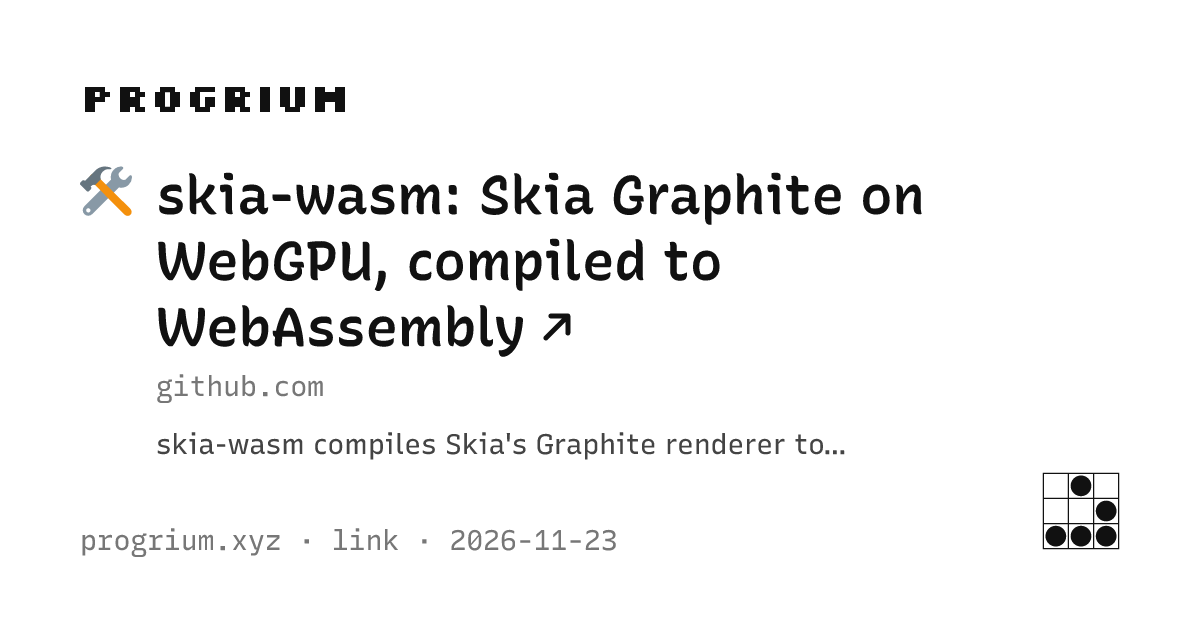 PROGRIUM
🛠 skia-wasm: Skia Graphite on
WebGPU, compiled to
WebAssembly ↗
github.com
skia-wasm compiles Skia's Graphite renderer to…
progrium.xyz · link · 2026-11-23